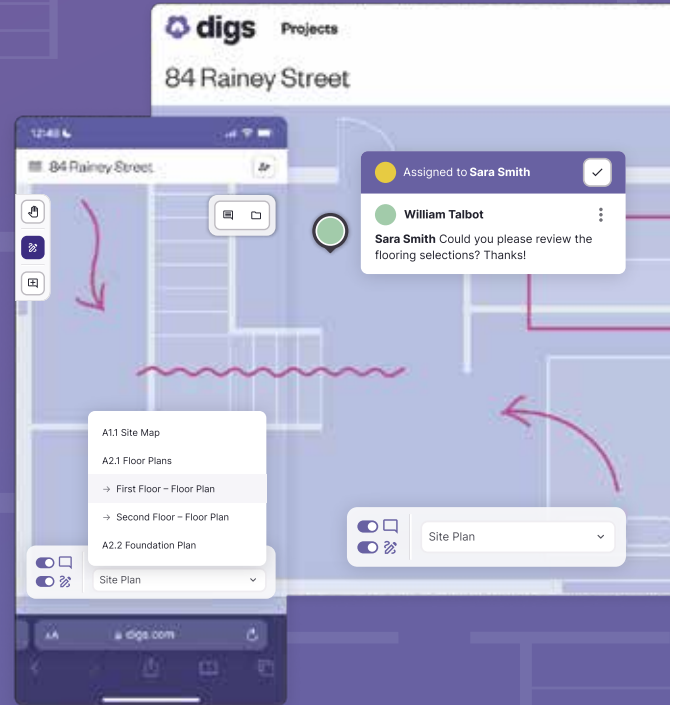 digs Projects
84 Rainey Street
12:48
84 Rainey Street
Assigned to Sara Smith
William Talbot
Sara Smith Could you please review the
flooring selections? Thanks!
A1.1 Site Map
A2.1 Floor Plans
→ First Floor – Floor Plan
→ Second Floor – Floor Plan
A2.2 Foundation Plan
Site Plan
Site Plan
AA digs.com